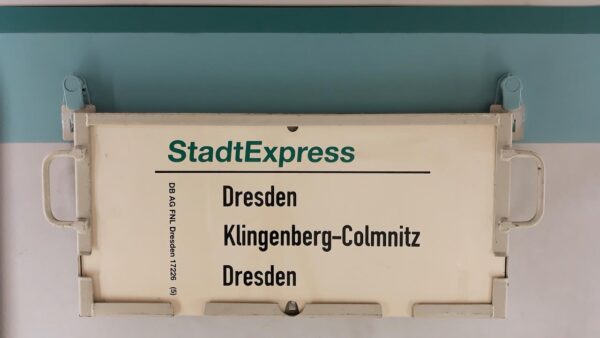 StadtExpress
Dresden
Klingenberg-Colmnitz
Dresden
DB AG FNL Dresden 17226 (5)